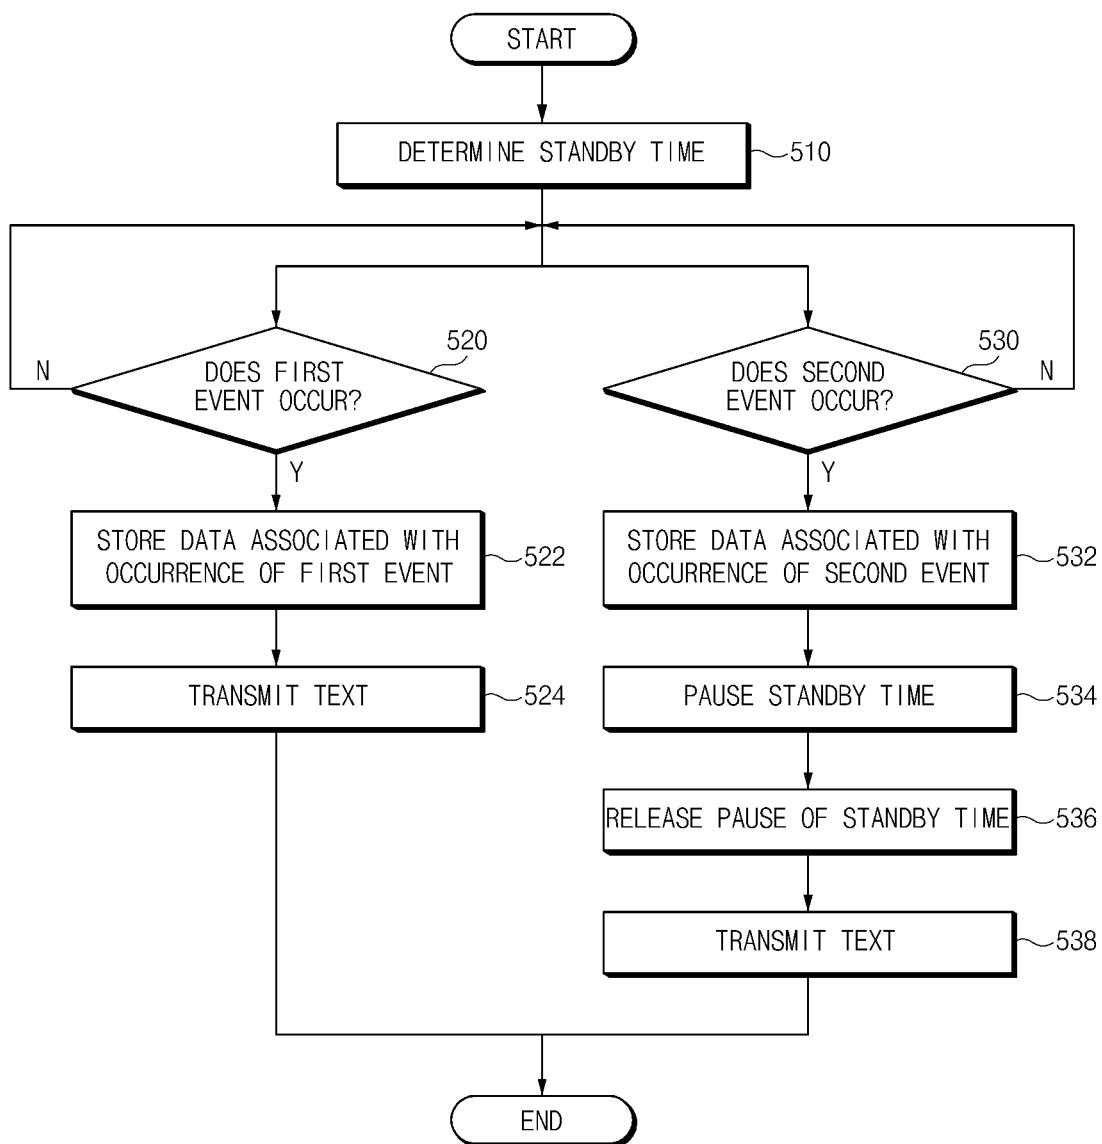 START
DETERMINE STANDBY TIME
510
520
530
N
DOES FIRST
EVENT OCCUR?
DOES SECOND
EVENT OCCUR?
N
Y
Y
STORE DATA ASSOCIATED WITH
OCCURRENCE OF FIRST EVENT
522
STORE DATA ASSOCIATED WITH
OCCURRENCE OF SECOND EVENT
532
TRANSMIT TEXT
524
PAUSE STANDBY TIME
534
RELEASE PAUSE OF STANDBY TIME
536
TRANSMIT TEXT
538
END